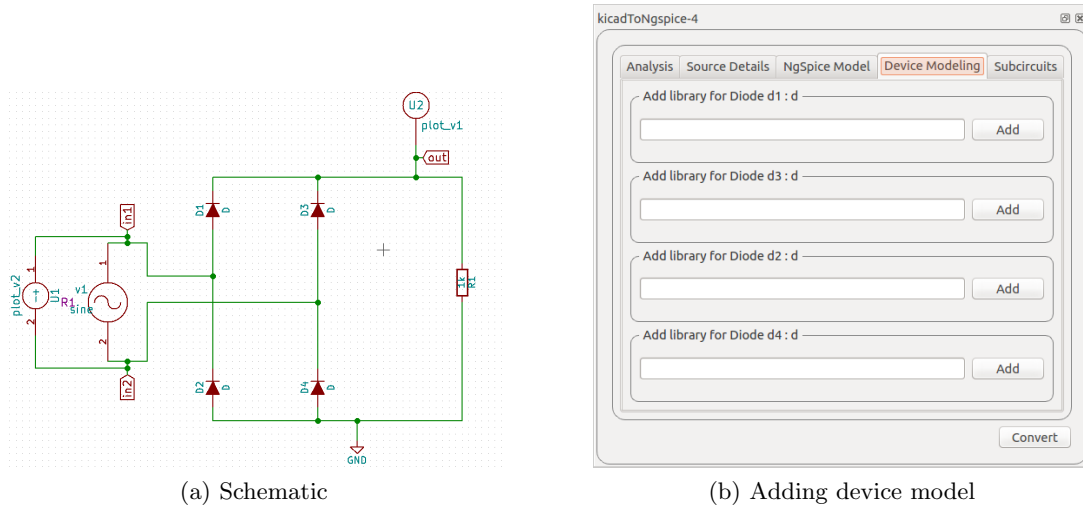 U2
plot_v1
out
D1
D
D3
D
in1
1
1
plot_v2
U1
R1
v1
sine
1k
R1
2
2
in2
D2
D
D4
D
GND
(a) Schematic
kicadToNgspice-4
Analysis Source Details NgSpice Model Device Modeling Subcircuits
Add library for Diode d1 : d
Add
Add library for Diode d3 : d
Add
Add library for Diode d2 : d
Add
Add library for Diode d4 : d
Add
Convert
(b) Adding device model